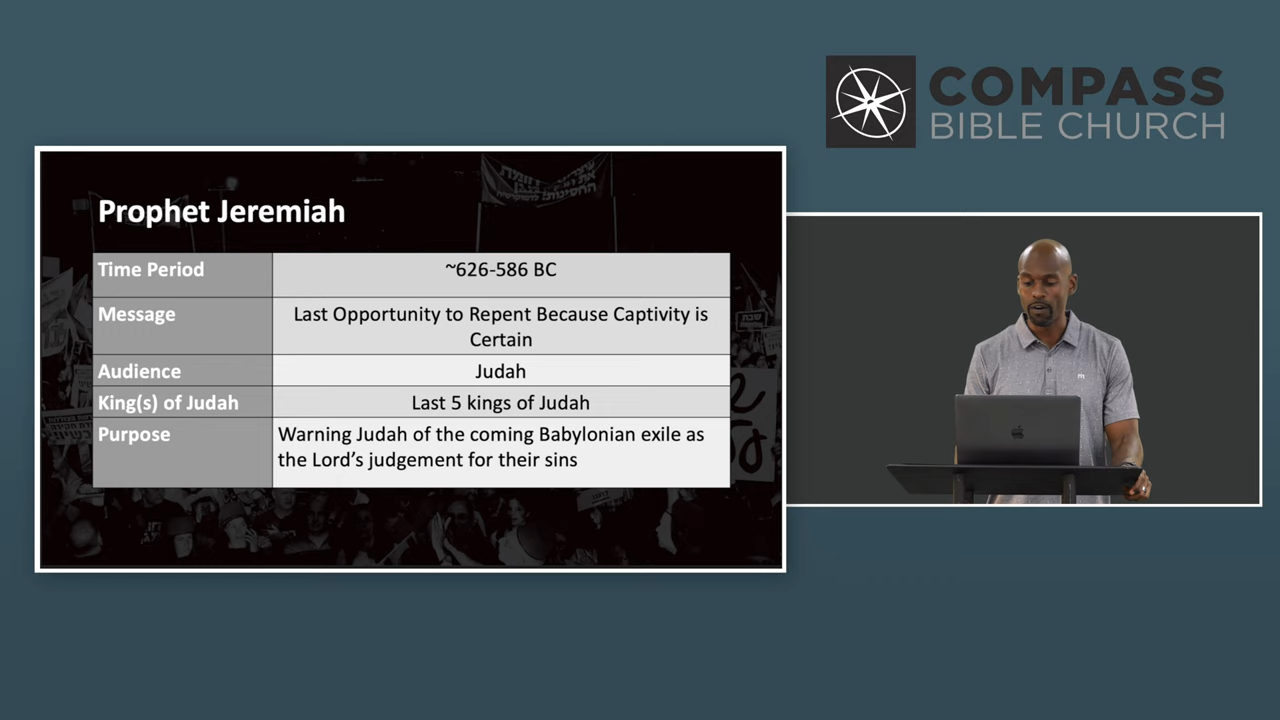 COMPASS
BIBLE CHURCH
Prophet Jeremiah
Time Period
~626-586 BC
Message
Last Opportunity to Repent Because Captivity is
Certain
Audience
Judah
King(s) of Judah
Last 5 kings of Judah
Purpose
Warning Judah of the coming Babylonian exile as
the Lord’s judgement for their sins
שבת
m